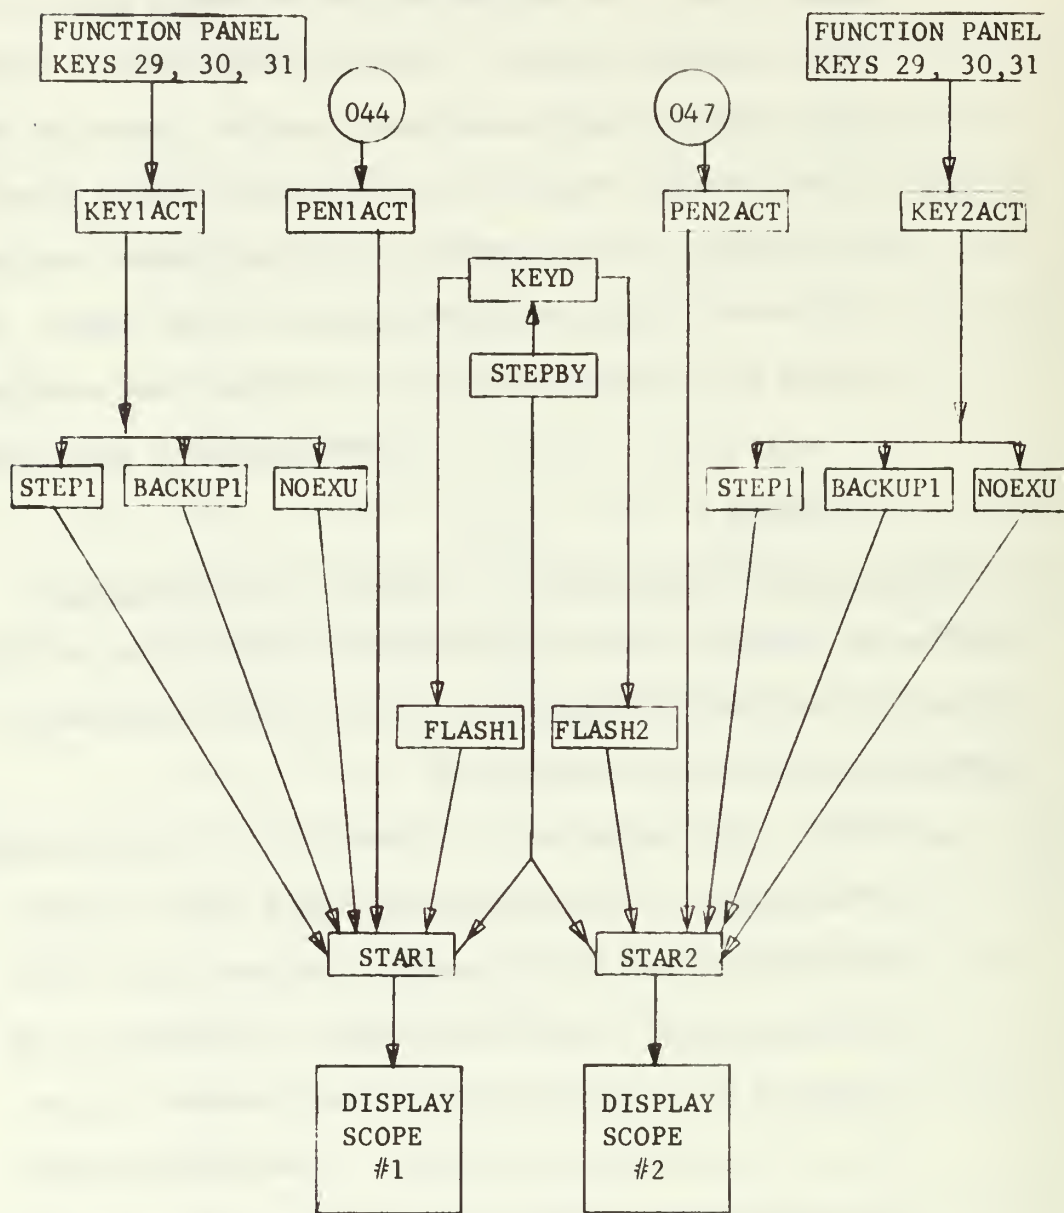 FUNCTION PANEL
KEYS 29, 30, 31
FUNCTION PANEL
KEYS 29, 30,31
044
047
KEY1ACT
PEN1ACT
PEN2ACT
KEY2ACT
KEYD
STEPBY
STEP1
BACKUP1
NOEXU
STEP1
BACKUP1
NOEXU
FLASH1
FLASH2
STAR1
STAR2
DISPLAY
SCOPE
#1
DISPLAY
SCOPE
#2